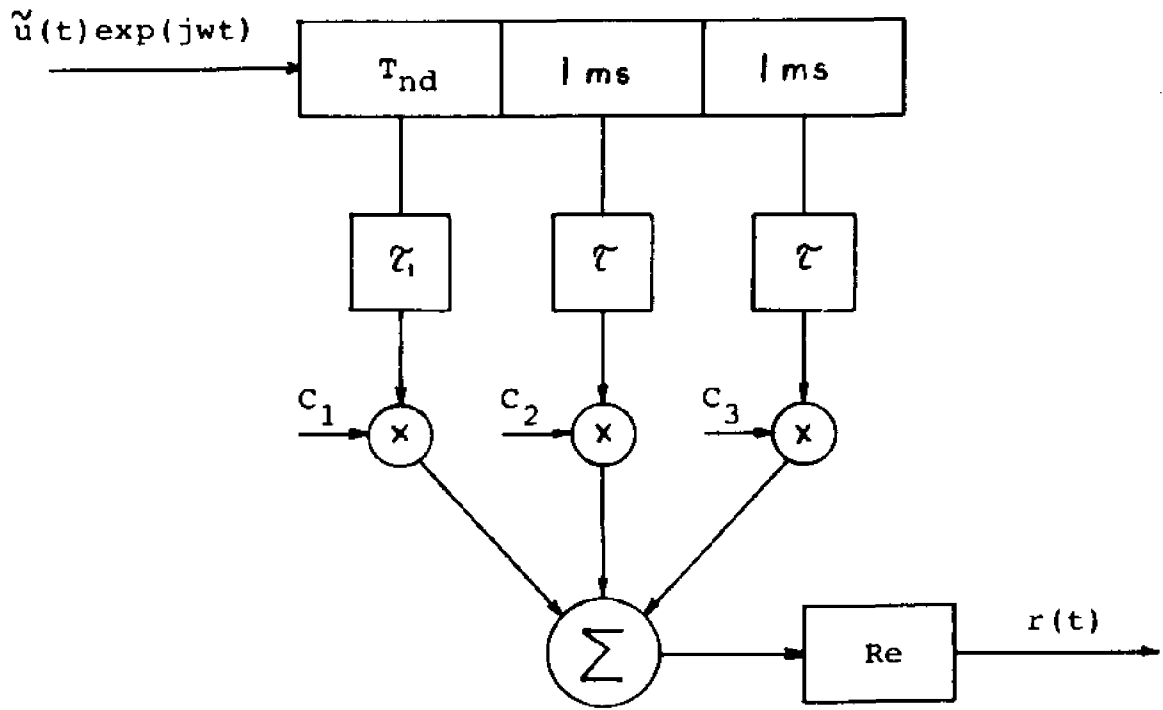 ũ(t)exp(jwt)
T_nd 1 ms 1 ms
τ₁ τ τ
C₁ C₂ C₃
x x x
Σ
Re
r(t)